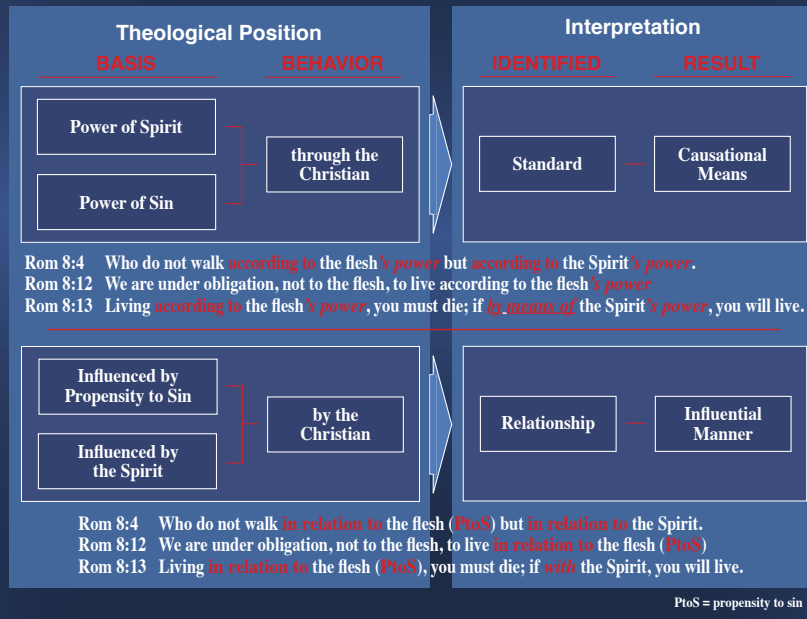 Theological Position
Interpretation
BASIS
BEHAVIOR
IDENTIFIED
RESULT
Power of Spirit
Power of Sin
through the
Christian
Standard
Causational
Means
Rom 8:4 Who do not walk according to the flesh's power but according to the Spirit's power.
Rom 8:12 We are under obligation, not to the flesh, to live according to the flesh's power
Rom 8:13 Living according to the flesh's power, you must die; if by means of the Spirit's power, you will live.
Influenced by
Propensity to Sin
Influenced by
the Spirit
by the
Christian
Relationship
Influential
Manner
Rom 8:4 Who do not walk in relation to the flesh (PtoS) but in relation to the Spirit.
Rom 8:12 We are under obligation, not to the flesh, to live in relation to the flesh (PtoS)
Rom 8:13 Living in relation to the flesh (PtoS), you must die; if with the Spirit, you will live.
PtoS = propensity to sin